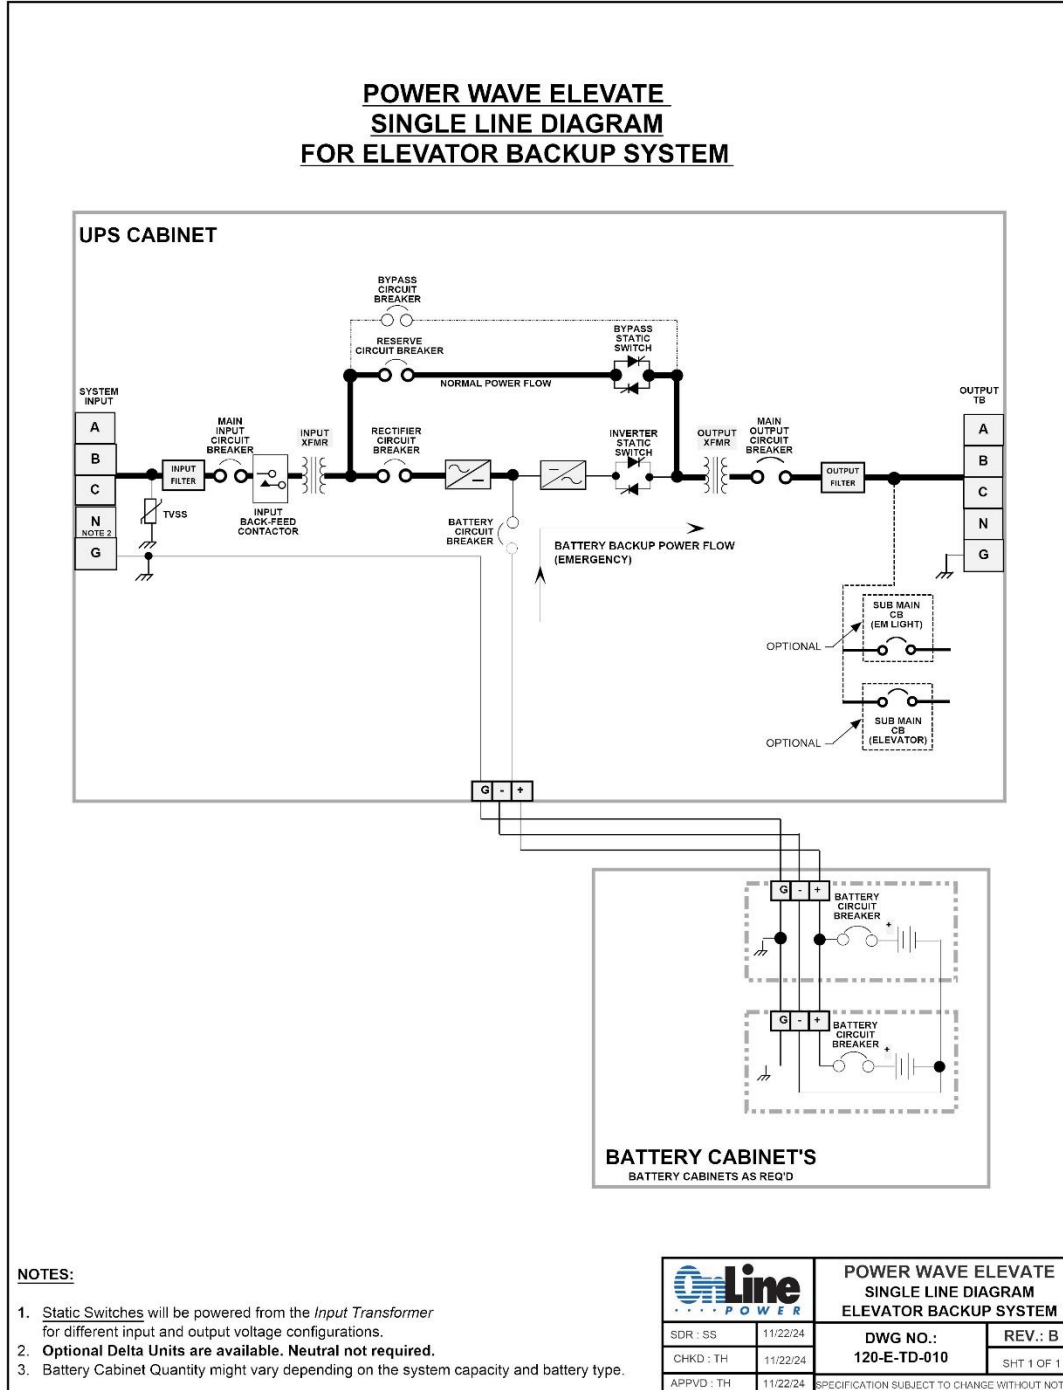 POWER WAVE ELEVATE
SINGLE LINE DIAGRAM
FOR ELEVATOR BACKUP SYSTEM
UPS CABINET
BYPASS
CIRCUIT
BREAKER
RESERVE
CIRCUIT BREAKER
BYPASS
STATIC
SWITCH
NORMAL POWER FLOW
SYSTEM
INPUT
A
B
C
N
NOTE 2
G
MAIN
INPUT
CIRCUIT
BREAKER
INPUT
XFMR
RECTIFIER
CIRCUIT
BREAKER
INVERTER
STATIC
SWITCH
OUTPUT
XFMR
MAIN
OUTPUT
CIRCUIT
BREAKER
OUTPUT
TB
A
B
C
N
G
INPUT
FILTER
TVSS
INPUT
BACK-FEED
CONTACTOR
BATTERY
CIRCUIT
BREAKER
OUTPUT
FILTER
BATTERY BACKUP POWER FLOW
(EMERGENCY)
SUB MAIN
CB
(EM LIGHT)
OPTIONAL
SUB MAIN
CB
(ELEVATOR)
OPTIONAL
G - +
G - +
BATTERY
CIRCUIT
BREAKER
+
G - +
BATTERY
CIRCUIT
BREAKER
+
BATTERY CABINET'S
BATTERY CABINETS AS REQ'D
NOTES:
1. Static Switches will be powered from the Input Transformer
for different input and output voltage configurations.
2. Optional Delta Units are available. Neutral not required.
3. Battery Cabinet Quantity might vary depending on the system capacity and battery type.
OnLine
POWER
SDR : SS 11/22/24
CHKD : TH 11/22/24
APPVD : TH 11/22/24
POWER WAVE ELEVATE
SINGLE LINE DIAGRAM
ELEVATOR BACKUP SYSTEM
DWG NO.:
120-E-TD-010
REV.: B
SHT 1 OF 1
SPECIFICATION SUBJECT TO CHANGE WITHOUT